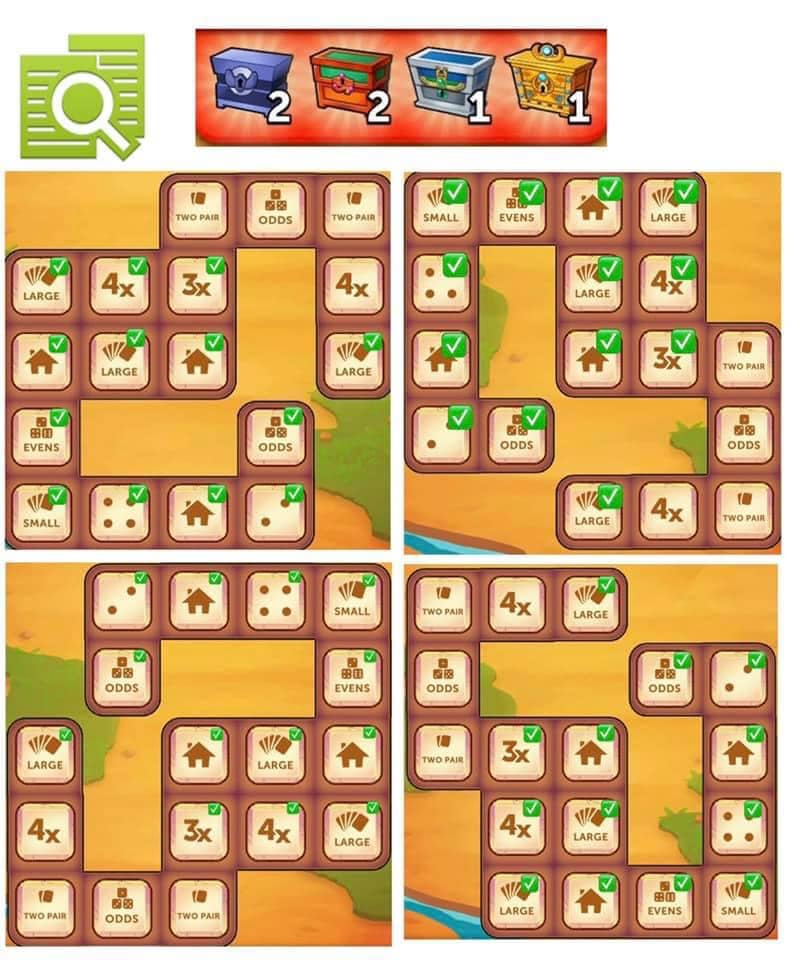 2 2 1 1
TWO PAIR ODDS TWO PAIR
LARGE 4x 3x 4x
LARGE LARGE
EVENS ODDS
SMALL
SMALL EVENS LARGE
LARGE 4x
3x TWO PAIR
ODDS ODDS
LARGE 4x TWO PAIR
SMALL
ODDS EVENS
LARGE LARGE
4x 3x 4x LARGE
TWO PAIR ODDS TWO PAIR
TWO PAIR 4x LARGE
ODDS ODDS
TWO PAIR 3x
4x LARGE
LARGE EVENS SMALL